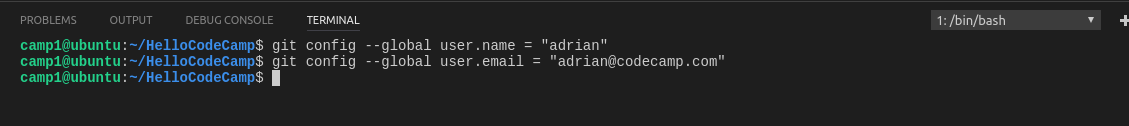 PROBLEMS OUTPUT DEBUG CONSOLE TERMINAL 1: /bin/bash
camp1@ubuntu:~/HelloCodeCamp$ git config --global user.name = "adrian"
camp1@ubuntu:~/HelloCodeCamp$ git config --global user.email = "adrian@codecamp.com"
camp1@ubuntu:~/HelloCodeCamp$